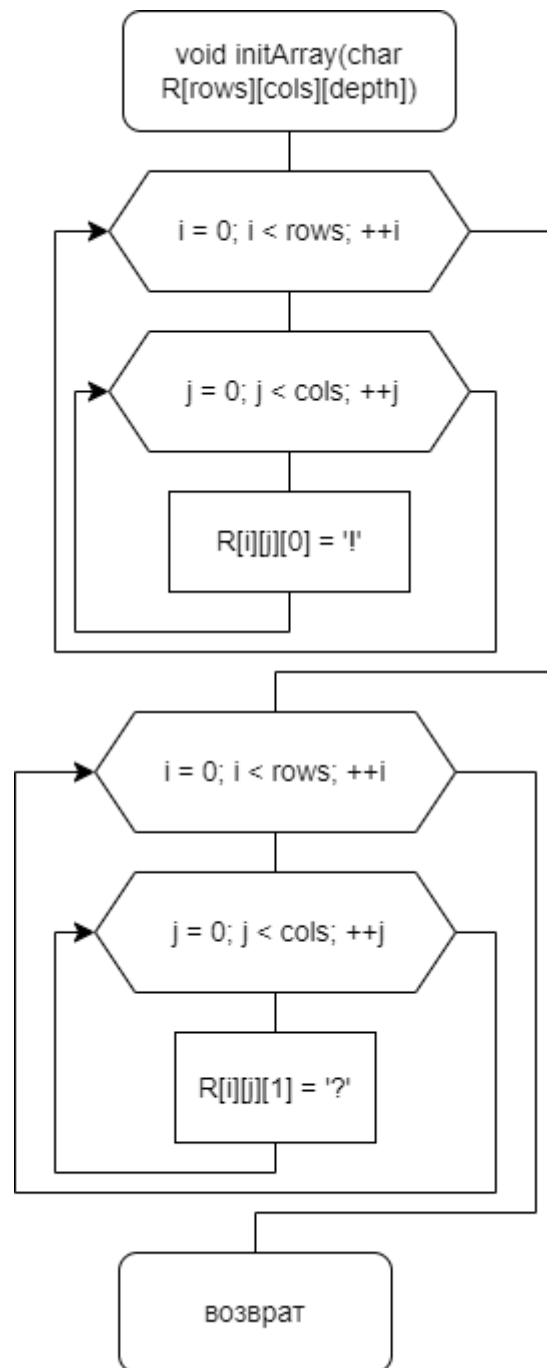 void initArray(char
R[rows][cols][depth])
i = 0; i < rows; ++i
j = 0; j < cols; ++j
R[i][j][0] = '!'
i = 0; i < rows; ++i
j = 0; j < cols; ++j
R[i][j][1] = '?'
возврат